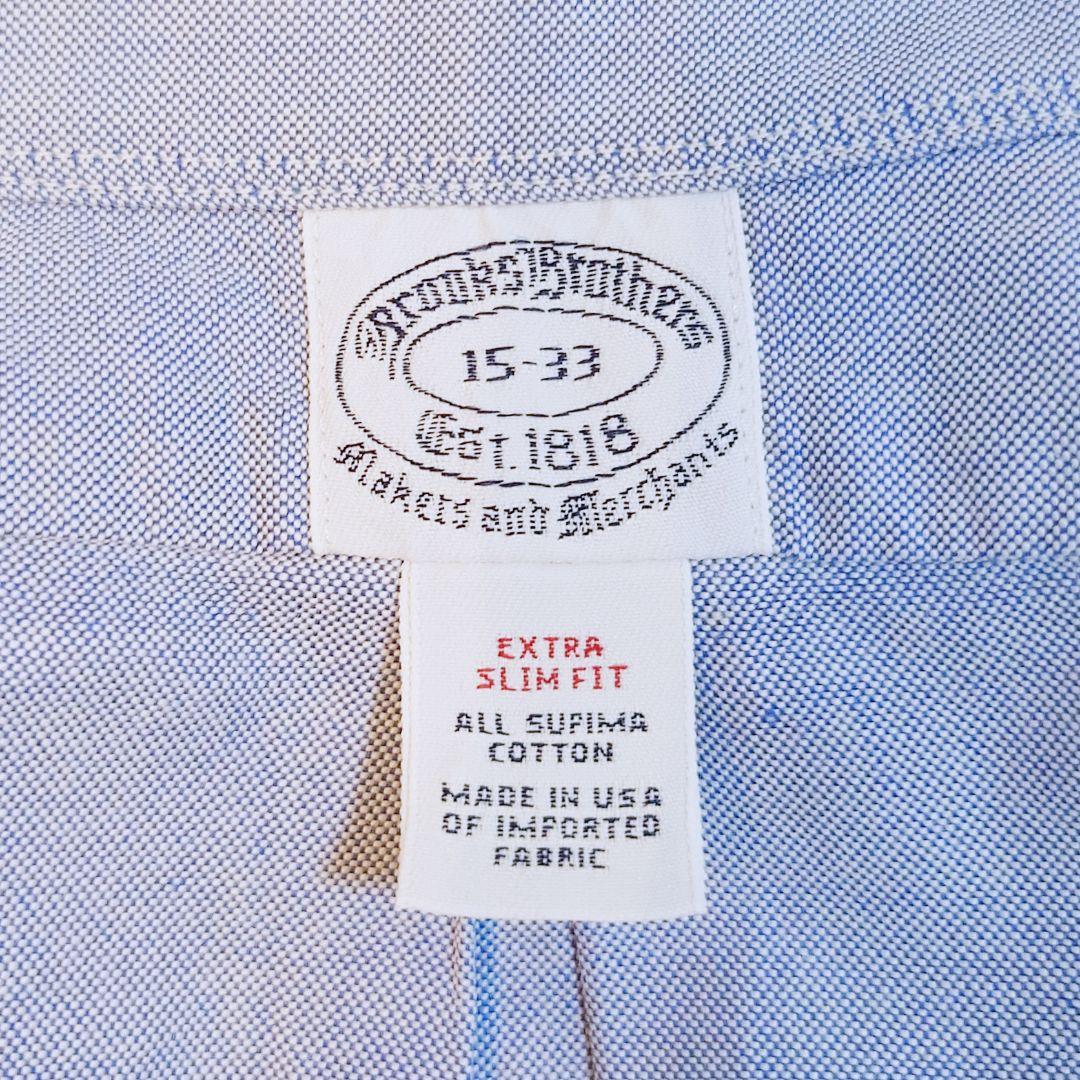 Brooks Brothers
15-33
Est. 1818
Makers and Merchants
EXTRA
SLIM FIT
ALL SUPIMA
COTTON
MADE IN USA
OF IMPORTED
FABRIC